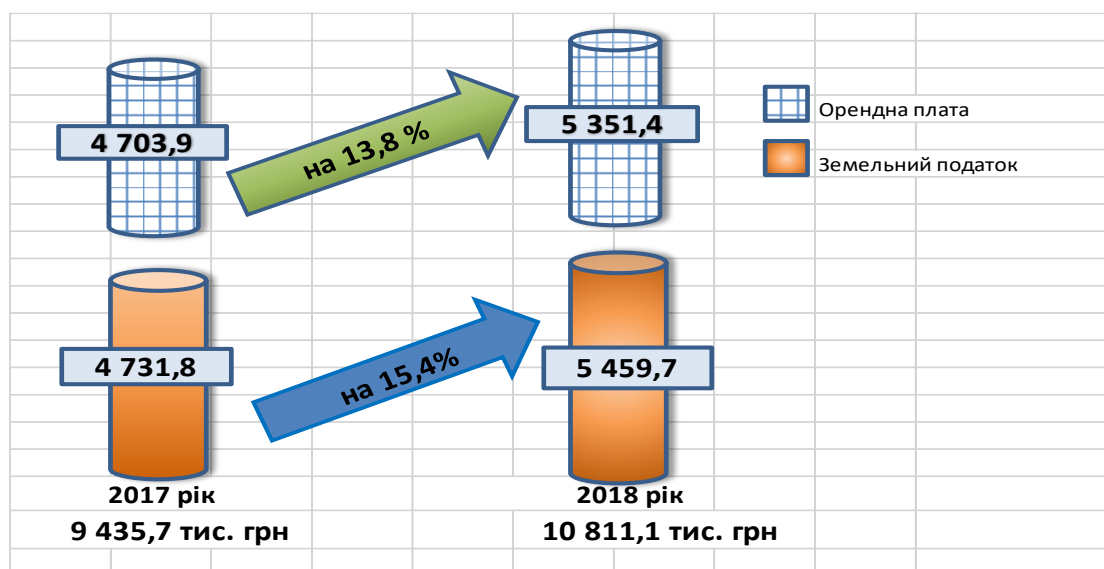 4 703,9
на 13,8 %
5 351,4
Орендна плата
Земельний податок
4 731,8
на 15,4%
5 459,7
2017 рік
2018 рік
9 435,7 тис. грн
10 811,1 тис. грн